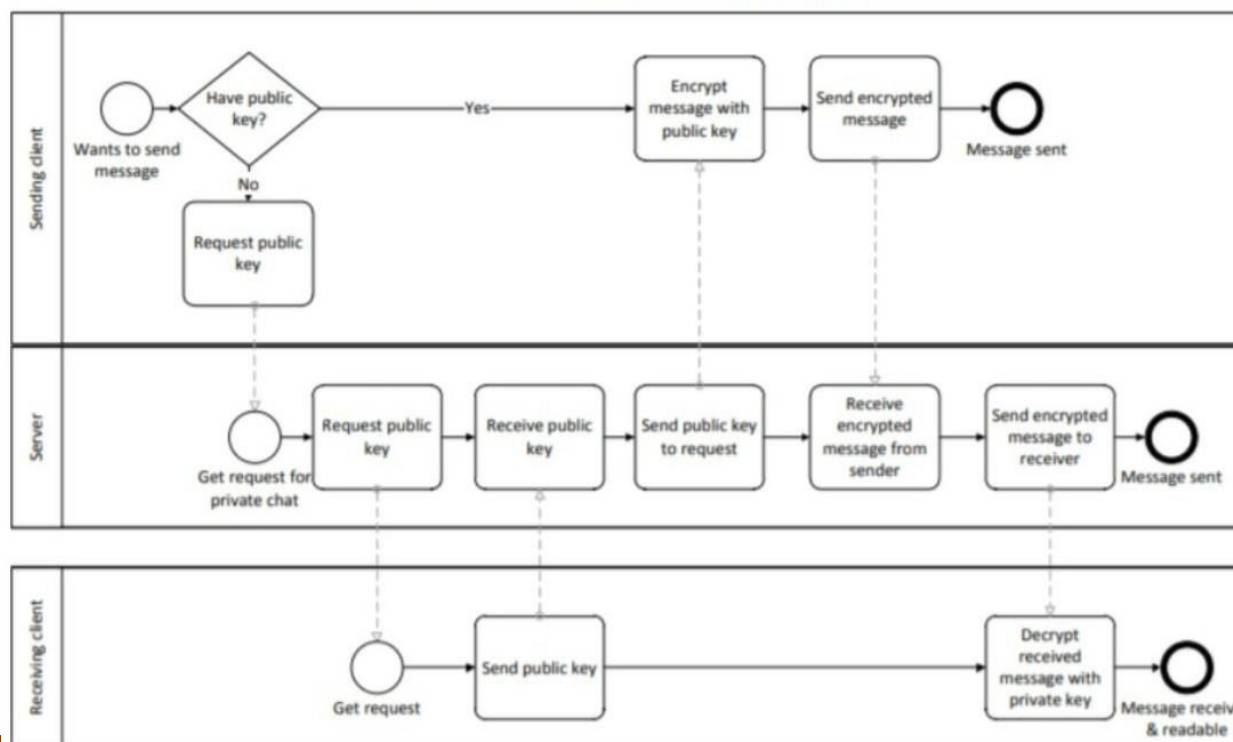 Sending client
Wants to send
message
Have public
key?
Yes
No
Request public
key
Encrypt
message with
public key
Send encrypted
message
Message sent
Server
Get request for
private chat
Request public
key
Receive public
key
Send public key
to request
Receive
encrypted
message from
sender
Send encrypted
message to
receiver
Message sent
Receiving client
Get request
Send public key
Decrypt
received
message with
private key
Message receiv
& readable